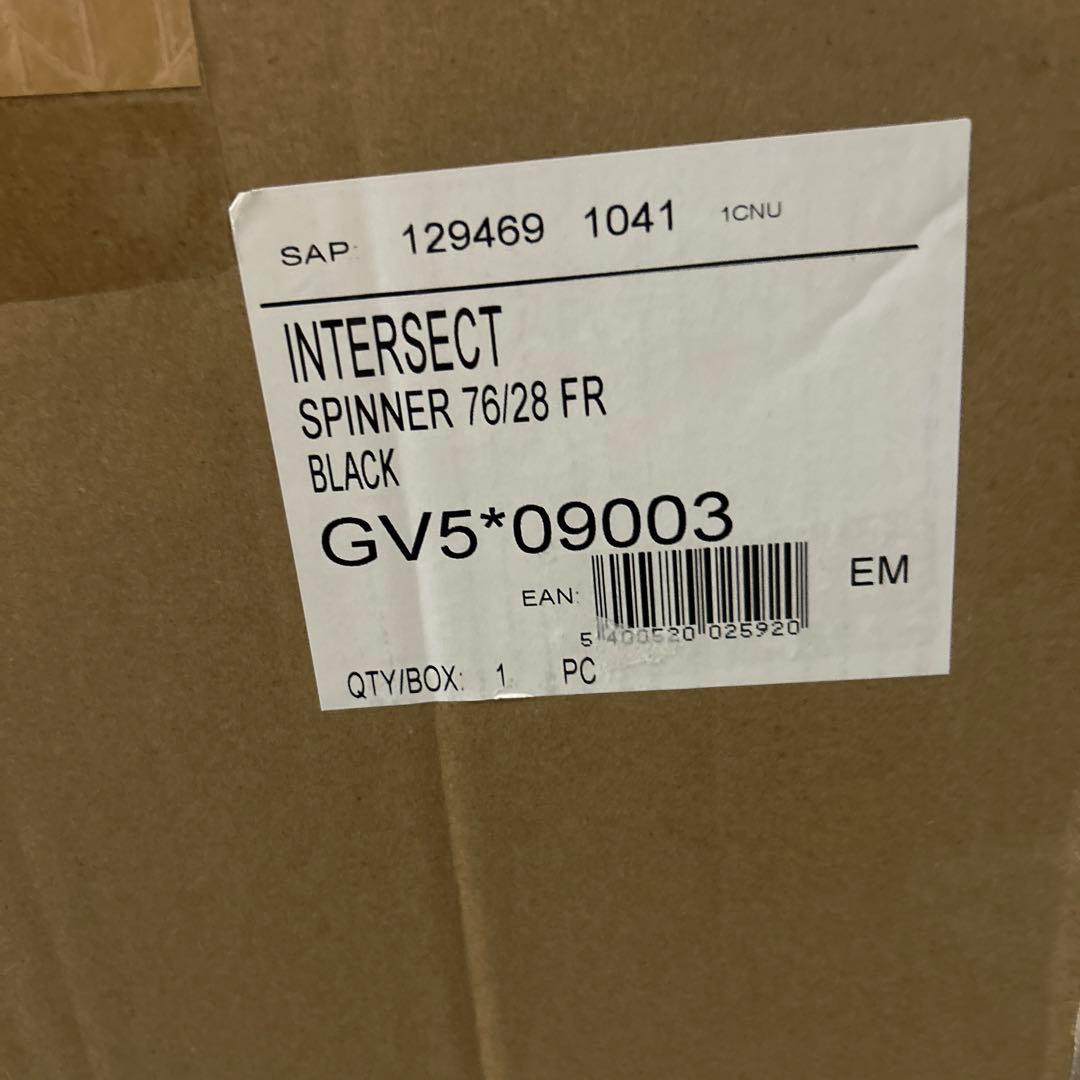 SAP: 129469 1041 1CNU
INTERSECT
SPINNER 76/28 FR
BLACK
GV5*09003
EAN:
EM
5 400520 025920
QTY/BOX: 1 PC